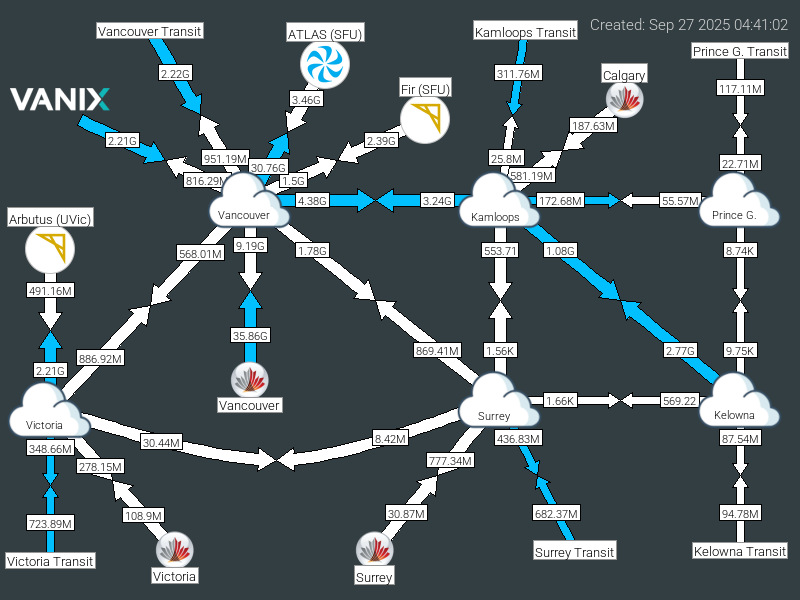 Created: Sep 27 2025 04:41:02
Vancouver Transit
ATLAS (SFU)
Kamloops Transit
Prince G. Transit
2.22G
311.76M
Calgary
117.11M
Fir (SFU)
VANIX
3.46G
187.63M
2.21G
2.39G
951.19M
25.8M
22.71M
30.76G
581.19M
816.29M
1.5G
4.38G
3.24G
172.68M
55.57M
Vancouver
Kamloops
Prince G.
Arbutus (UVic)
568.01M
9.19G
1.78G
553.71
1.08G
8.74K
491.16M
35.86G
886.92M
869.41M
1.56K
2.77G
9.75K
2.21G
Vancouver
1.66K
569.22
Victoria
Surrey
Kelowna
30.44M
8.42M
436.83M
87.54M
348.66M
278.15M
777.34M
723.89M
108.9M
30.87M
682.37M
94.78M
Victoria Transit
Victoria
Surrey
Surrey Transit
Kelowna Transit